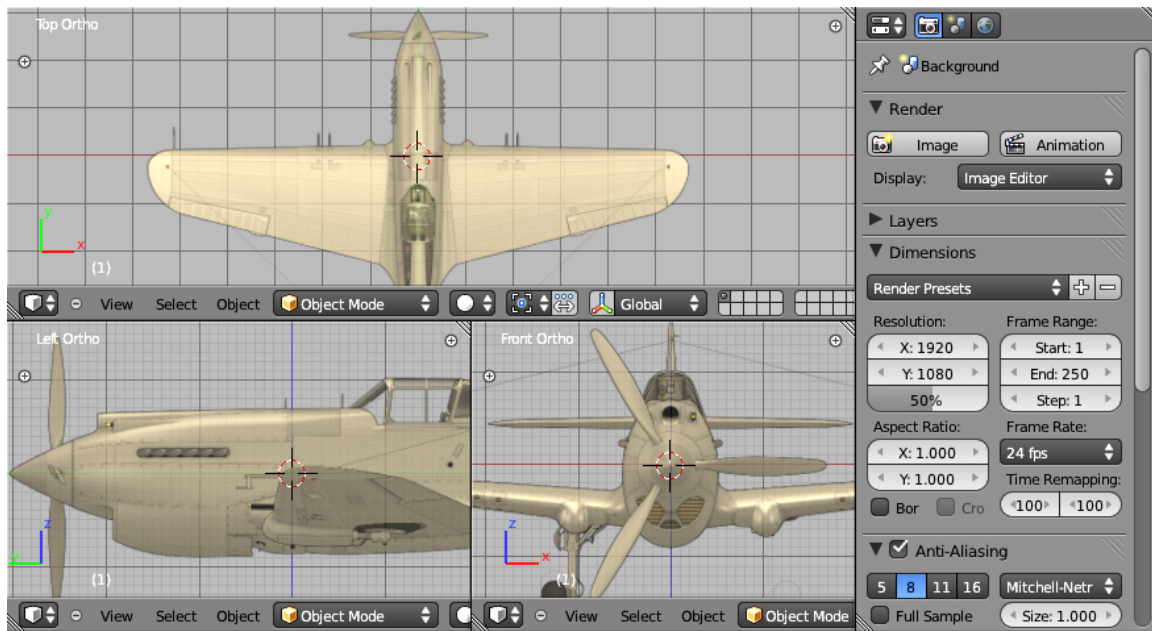 Top Ortho
y
x
(1)
View Select Object Object Mode Global
Left Ortho
z
y
(1)
View Select Object Object Mode
Front Ortho
z
x
(1)
View Select Object Object Mode
Background
Render
Image Animation
Display: Image Editor
Layers
Dimensions
Render Presets
Resolution: Frame Range:
X: 1920 Start: 1
Y: 1080 End: 250
50% Step: 1
Aspect Ratio: Frame Rate:
X: 1.000 24 fps
Y: 1.000 Time Remapping:
Bor Cro 100 100
Anti-Aliasing
5 8 11 16 Mitchell-Netr
Full Sample Size: 1.000